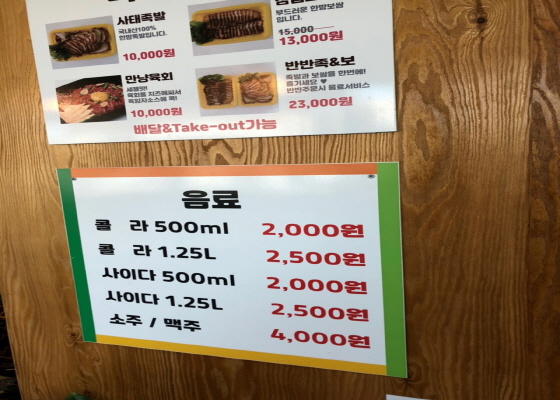 사태족발
국내산100%
한방족발입니다.
10,000원
부드러운 한방보쌈
입니다.
15,000
13,000원
만냥육회
세젤맛!
육회를 치즈에싸서
특임자소스에 콕!
10,000원
반반족&보
족발과 보쌈을 한번에!
즐기세요
반반주문시 음료서비스
23,000원
배달&Take-out가능
음료
콜 라 500ml 2,000원
콜 라 1.25L 2,500원
사이다 500ml 2,000원
사이다 1.25L 2,500원
소주 / 맥주 4,000원